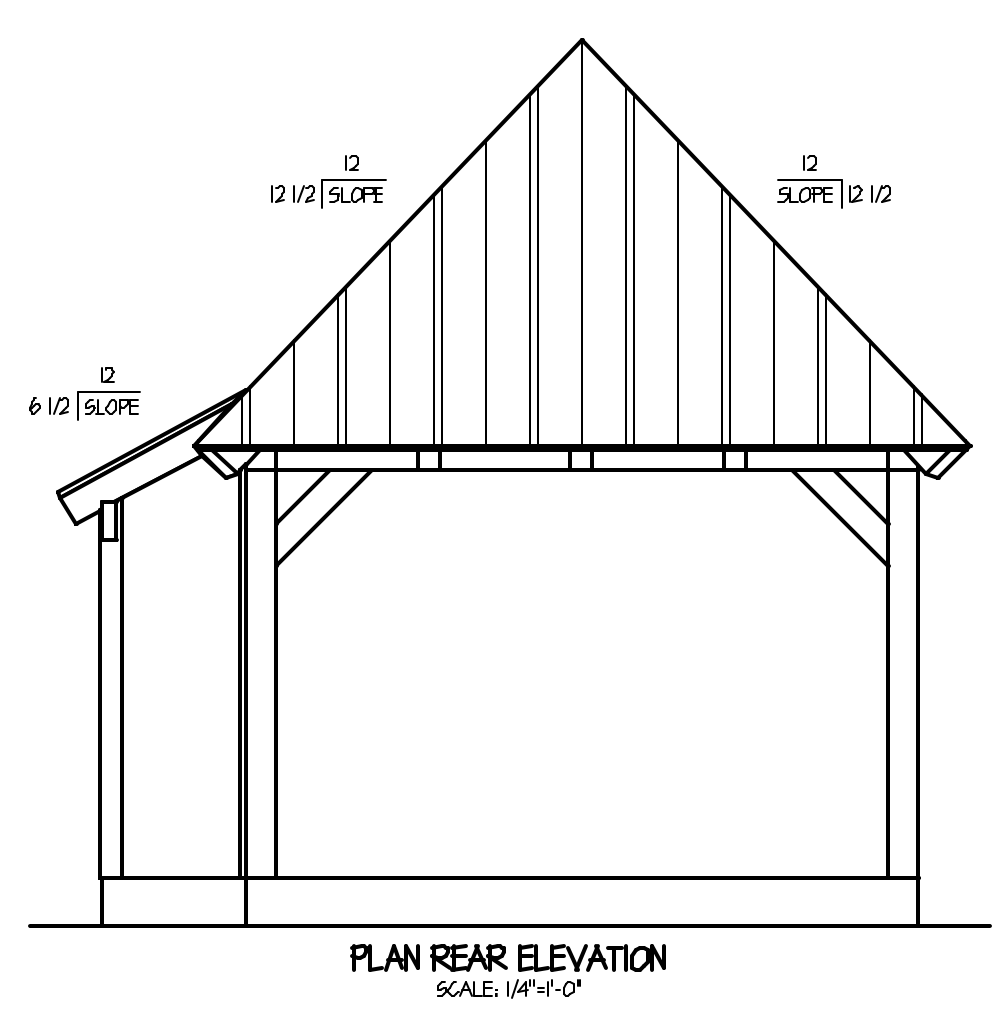 12
12 1/2 SLOPE
12
SLOPE 12 1/2
12
6 1/2 SLOPE
PLAN REAR ELEVATION
SCALE: 1/4"=1'-0"